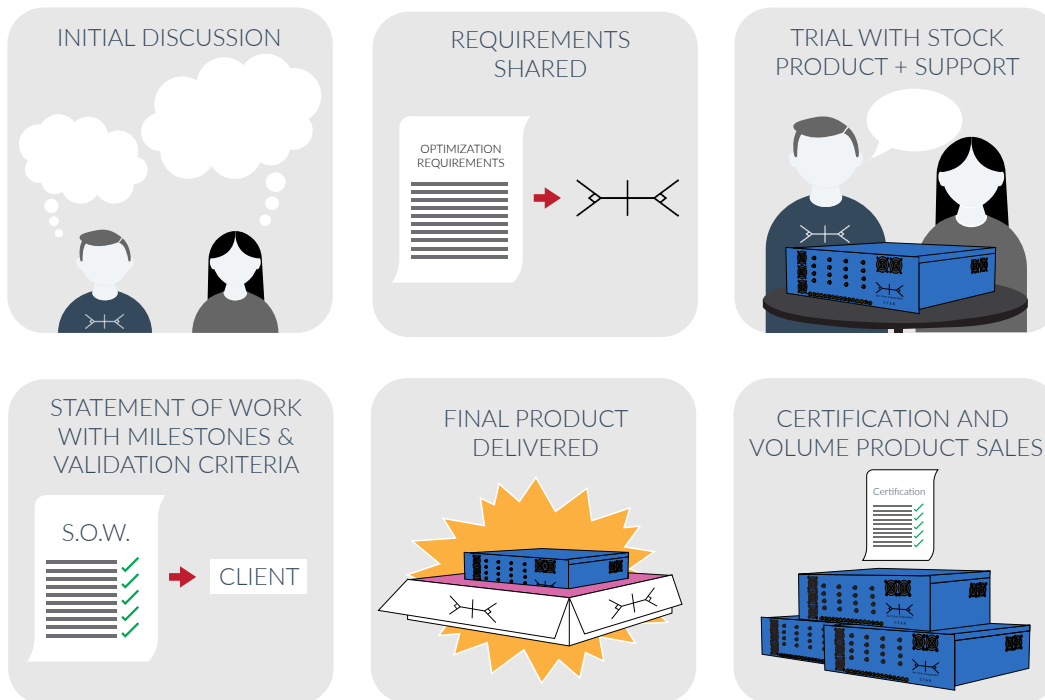 INITIAL DISCUSSION
REQUIREMENTS
SHARED
OPTIMIZATION
REQUIREMENTS
TRIAL WITH STOCK
PRODUCT + SUPPORT
STATEMENT OF WORK
WITH MILESTONES &
VALIDATION CRITERIA
S.O.W.
CLIENT
FINAL PRODUCT
DELIVERED
CERTIFICATION AND
VOLUME PRODUCT SALES
Certification